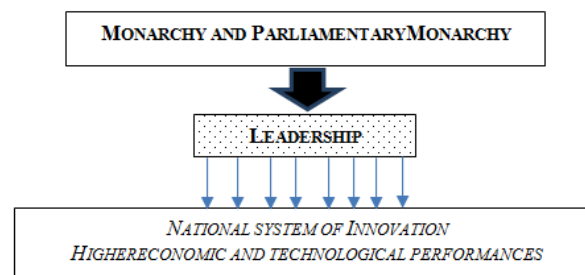 MONARCHY AND PARLIAMENTARYMONARCHY
LEADERSHIP
NATIONAL SYSTEM OF INNOVATION
HIGHERECONOMIC AND TECHNOLOGICAL PERFORMANCES